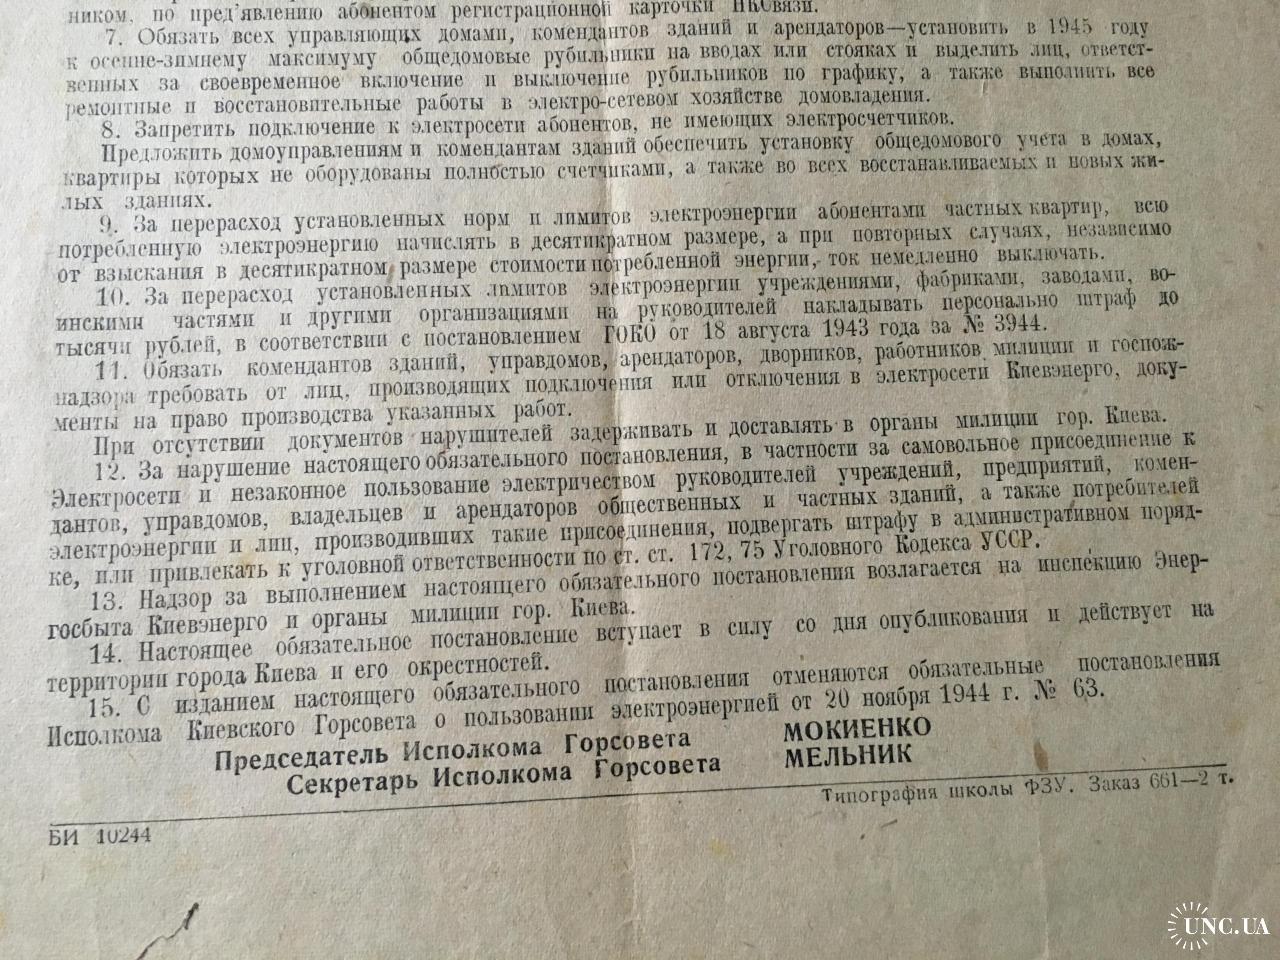 ником, по пред'явлению абонентом регистрационной карточки НКСвязи.
7. Обязать всех управляющих домами, комендантов зданий и арендаторов—установить в 1945 году
к осенне-зимнему максимуму общедомовые рубильники на вводах или стояках и выделить лиц, ответст-
венных за своевременное включение и выключение рубильников по графику, а также выполнить все
ремонтные и восстановительные работы в электро-сетевом хозяйстве домовладения.
8. Запретить подключение к электросети абонентов, не имеющих электросчетчиков.
Предложить домоуправлениям и комендантам зданий обеспечить установку общедомового учета в домах,
квартиры которых не оборудованы полностью счетчиками, а также во всех восстанавливаемых и новых жи-
лых зданиях.
9. За перерасход установленных норм и лимитов электроэнергии абонентами частных квартир, всю
потребленную электроэнергию начислять в десятикратном размере, а при повторных случаях, независимо
от взыскания в десятикратном размере стоимости потребленной энергии, ток немедленно выключать.
10. За перерасход установленных лимитов электроэнергии учреждениями, фабриками, заводами, во-
инскими частями и другими организациями на руководителей накладывать персонально штраф до
тысячи рублей, в соответствии с постановлением ГОКО от 18 августа 1943 года за № 3944.
11. Обязать комендантов зданий, управдомов, арендаторов, дворников, работников милиции и госпож-
надзора требовать от лиц, производящих подключения или отключения в электросети Киевэнерго, доку-
менты на право производства указанных работ.
При отсутствии документов нарушителей задерживать и доставлять в органы милиции гор. Киева.
12. За нарушение настоящего обязательного постановления, в частности за самовольное присоединение к
Электросети и незаконное пользование электричеством руководителей учреждений, предприятий, комен-
дантов, управдомов, владельцев и арендаторов общественных и частных зданий, а также потребителей
электроэнергии и лиц, производивших такие присоединения, подвергать штрафу в административном поряд-
ке, или привлекать к уголовной ответственности по ст. ст. 172, 75 Уголовного Кодекса УССР.
13. Надзор за выполнением настоящего обязательного постановления возлагается на инспекцию Энер-
госбыта Киевэнерго и органы милиции гор. Киева.
14. Настоящее обязательное постановление вступает в силу со дня опубликования и действует на
территории города Киева и его окрестностей.
15. С изданием настоящего обязательного постановления отменяются обязательные постановления
Исполкома Киевского Горсовета о пользовании электроэнергией от 20 ноября 1944 г. № 63.
Председатель Исполкома Горсовета МОКИЕНКО
Секретарь Исполкома Горсовета МЕЛЬНИК
БИ 10244 Типография школы ФЗУ. Заказ 661—2 т.
UNC.UA